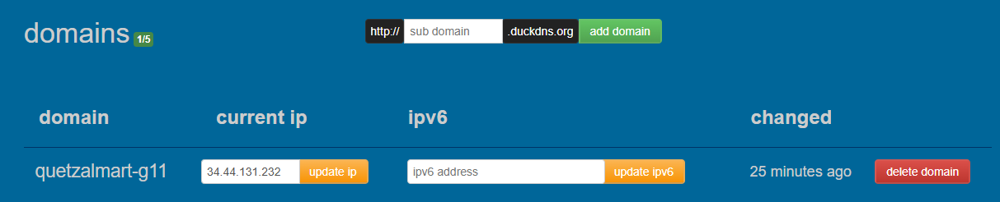 domains 1/5
http:// sub domain .duckdns.org add domain
domain current ip ipv6 changed
quetzalmart-g11 34.44.131.232 update ip ipv6 address update ipv6 25 minutes ago delete domain